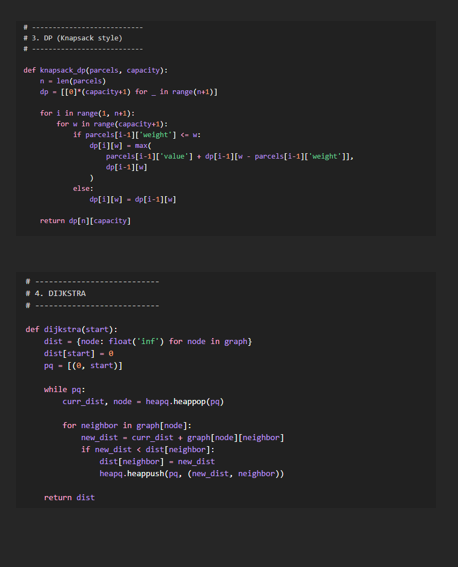 # ---------------------------
# 3. DP (Knapsack style)
# ---------------------------
def knapsack_dp(parcels, capacity):
    n = len(parcels)
    dp = [[0]*(capacity+1) for _ in range(n+1)]
    for i in range(1, n+1):
        for w in range(capacity+1):
            if parcels[i-1]['weight'] <= w:
                dp[i][w] = max(
                    parcels[i-1]['value'] + dp[i-1][w - parcels[i-1]['weight']],
                    dp[i-1][w]
                )
            else:
                dp[i][w] = dp[i-1][w]
    return dp[n][capacity]
# ---------------------------
# 4. DIJKSTRA
# ---------------------------
def dijkstra(start):
    dist = {node: float('inf') for node in graph}
    dist[start] = 0
    pq = [(0, start)]
    while pq:
        curr_dist, node = heapq.heappop(pq)
        for neighbor in graph[node]:
            new_dist = curr_dist + graph[node][neighbor]
            if new_dist < dist[neighbor]:
                dist[neighbor] = new_dist
                heapq.heappush(pq, (new_dist, neighbor))
    return dist